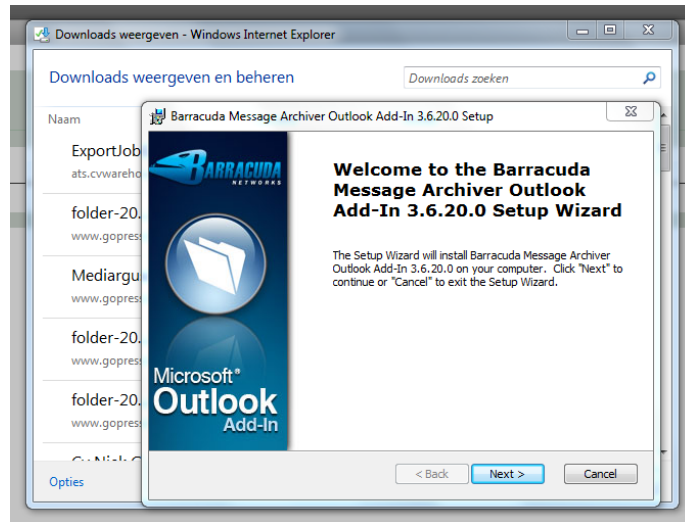 Downloads weergeven - Windows Internet Explorer
Downloads weergeven en beheren
Downloads zoeken
Naam
ExportJob
ats.cvwareho
folder-20.
www.gopres
Mediargu
www.gopres
folder-20.
www.gopres
folder-20.
www.gopres
Opties
Barracuda Message Archiver Outlook Add-In 3.6.20.0 Setup
BARRACUDA
NETWORKS
Welcome to the Barracuda
Message Archiver Outlook
Add-In 3.6.20.0 Setup Wizard
The Setup Wizard will install Barracuda Message Archiver
Outlook Add-In 3.6.20.0 on your computer. Click "Next" to
continue or "Cancel" to exit the Setup Wizard.
Microsoft®
Outlook
Add-In
< Back
Next >
Cancel